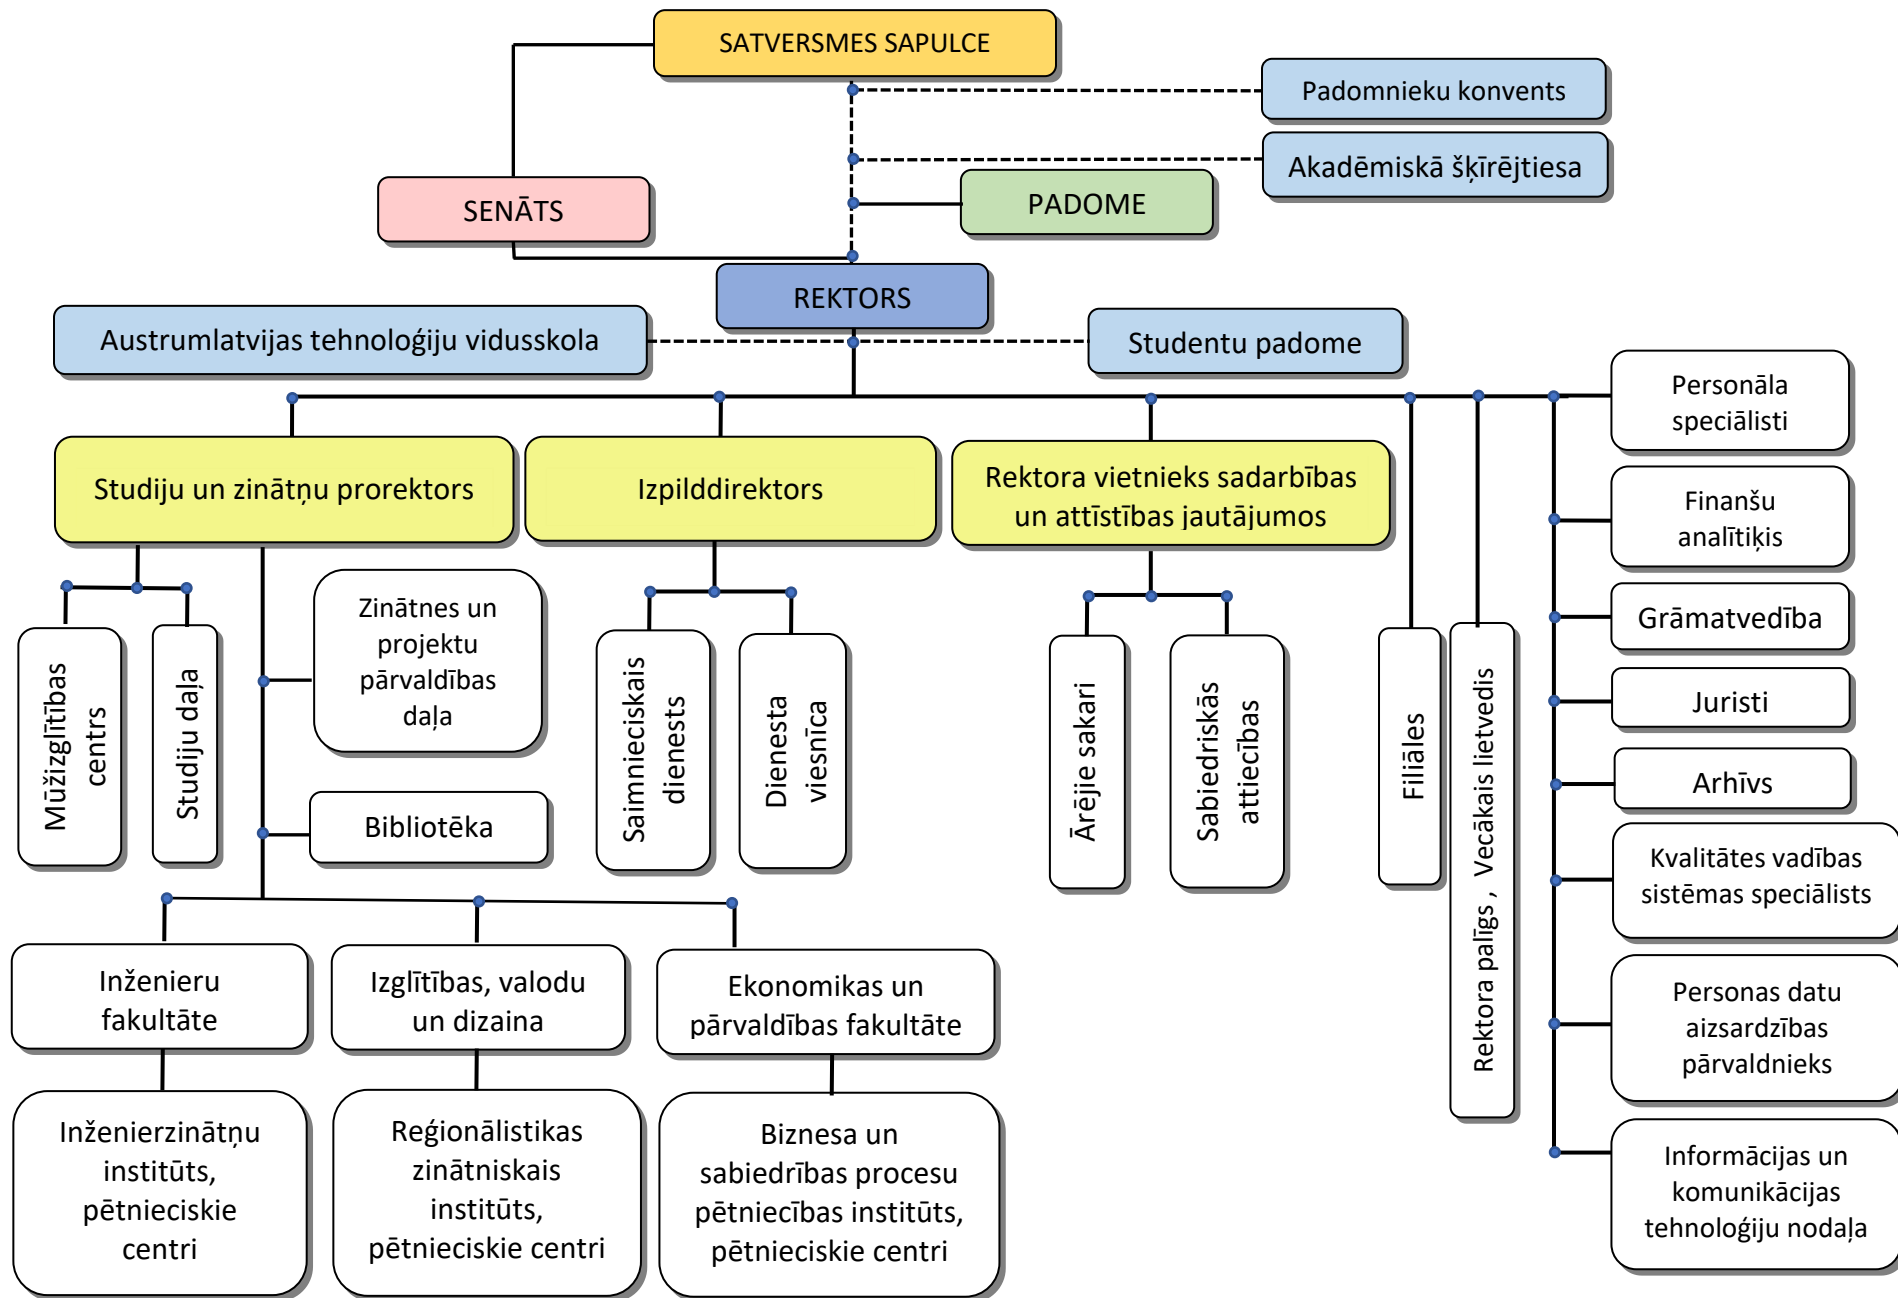 SATVERSMES SAPULCE
Padomnieku konvents
Akadēmiskā šķīrējtiesa
SENĀTS
PADOME
REKTORS
Austrumlatvijas tehnoloģiju vidusskola
Studentu padome
Studiju un zinātņu prorektors
Izpilddirektors
Rektora vietnieks sadarbības
un attīstības jautājumos
Mūžizglītības
centrs
Studiju daļa
Zinātnes un
projektu
pārvaldības
daļa
Bibliotēka
Saimnieciskais
dienests
Dienesta
viesnīca
Ārējie sakari
Sabiedriskās
attiecības
Filiāles
Rektora palīgs , Vecākais lietvedis
Personāla
speciālisti
Finanšu
analītiķis
Grāmatvedība
Juristi
Arhīvs
Kvalitātes vadības
sistēmas speciālists
Personas datu
aizsardzības
pārvaldnieks
Informācijas un
komunikācijas
tehnoloģiju nodaļa
Inženieru
fakultāte
Izglītības, valodu
un dizaina
Ekonomikas un
pārvaldības fakultāte
Inženierzinātņu
institūts,
pētnieciskie
centri
Reģionālistikas
zinātniskais
institūts,
pētnieciskie centri
Biznesa un
sabiedrības procesu
pētniecības institūts,
pētnieciskie centri